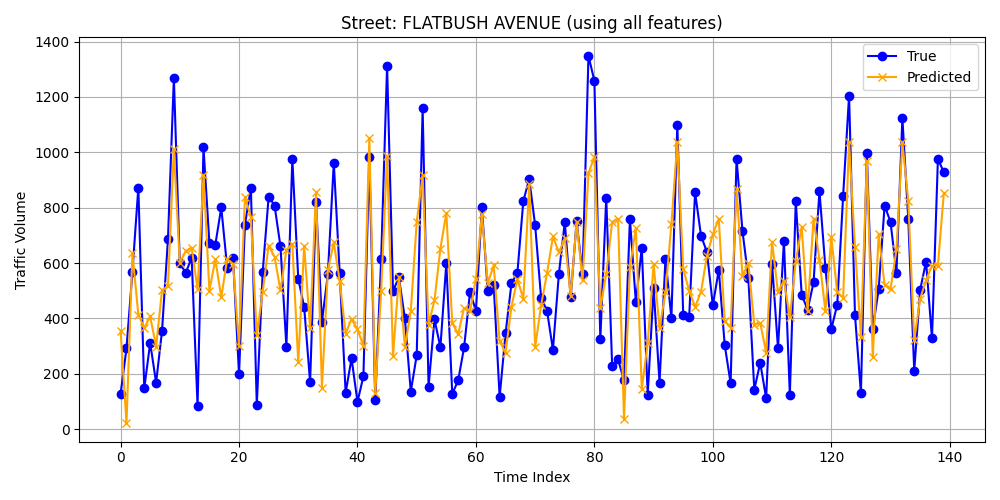 Street: FLATBUSH AVENUE (using all features)
True
Predicted
Traffic Volume
1400
1200
1000
800
600
400
200
0
0 20 40 60 80 100 120 140
Time Index